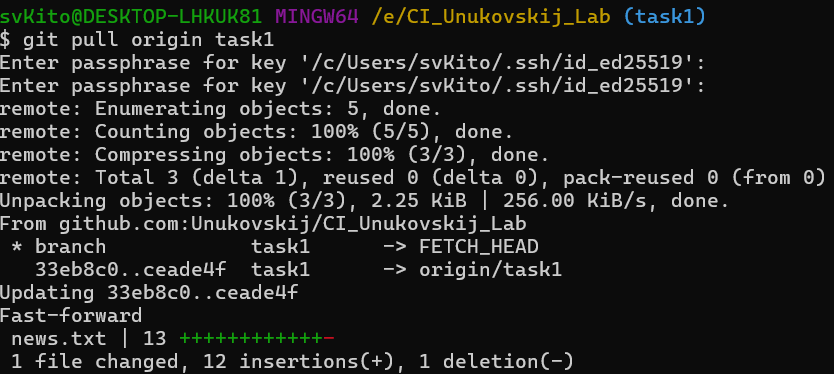 svKito@DESKTOP-LHKUK81 MINGW64 /e/CI_Unukovskij_Lab (task1)
$ git pull origin task1
Enter passphrase for key '/c/Users/svKito/.ssh/id_ed25519':
Enter passphrase for key '/c/Users/svKito/.ssh/id_ed25519':
remote: Enumerating objects: 5, done.
remote: Counting objects: 100% (5/5), done.
remote: Compressing objects: 100% (3/3), done.
remote: Total 3 (delta 1), reused 0 (delta 0), pack-reused 0 (from 0)
Unpacking objects: 100% (3/3), 2.25 KiB | 256.00 KiB/s, done.
From github.com:Unukovskij/CI_Unukovskij_Lab
 * branch            task1      -> FETCH_HEAD
   33eb8c0..ceade4f  task1      -> origin/task1
Updating 33eb8c0..ceade4f
Fast-forward
 news.txt | 13 ++++++++++++-
 1 file changed, 12 insertions(+), 1 deletion(-)